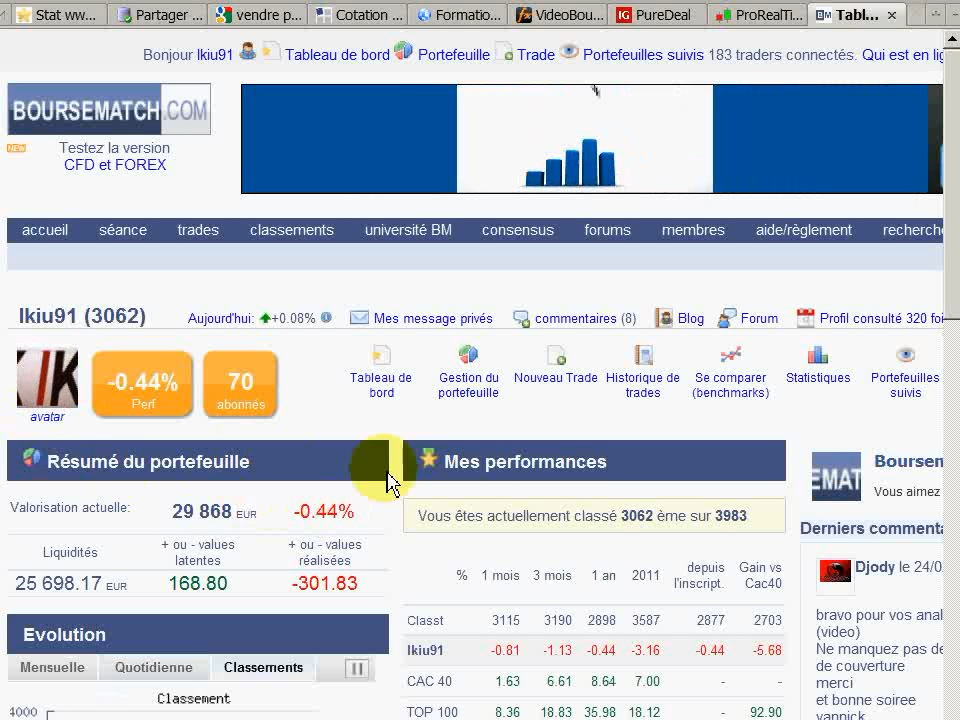 Stat ww...
Partager ...
vendre p...
Cotation ...
Formatio...
VideoBou...
IG PureDeal
ProRealTi...
BM Tabl...
Bonjour Ikiu91 Tableau de bord Portefeuille Trade Portefeuilles suivis 183 traders connectés. Qui est en lig
BOURSEMATCH.COM
NEW Testez la version
CFD et FOREX
accueil séance trades classements université BM consensus forums membres aide/règlement recherche
Ikiu91 (3062) Aujourd'hui: +0.08% Mes message privés commentaires (8) Blog Forum Profil consulté 320 foi
-0.44%
Perf
70
abonnés
avatar
Tableau de bord
Gestion du portefeuille
Nouveau Trade
Historique de trades
Se comparer (benchmarks)
Statistiques
Portefeuilles suivis
Résumé du portefeuille
Valorisation actuelle: 29 868 EUR -0.44%
Liquidités + ou - values latentes + ou - values réalisées
25 698.17 EUR 168.80 -301.83
Evolution
Mensuelle Quotidienne Classements
Classement
4000
Mes performances
Vous êtes actuellement classé 3062 ème sur 3983
% 1 mois 3 mois 1 an 2011 depuis l'inscript. Gain vs Cac40
Classt 3115 3190 2898 3587 2877 2703
Ikiu91 -0.81 -1.13 -0.44 -3.16 -0.44 -5.68
CAC 40 1.63 6.61 8.64 7.00 - -
TOP 100 8.36 18.83 35.98 18.12 - 92.90
EMAT
Boursem
Vous aimez
Derniers commenta
Djody le 24/0
bravo pour vos anal
(video)
Ne manquez pas de
de couverture
merci
et bonne soiree
yannick